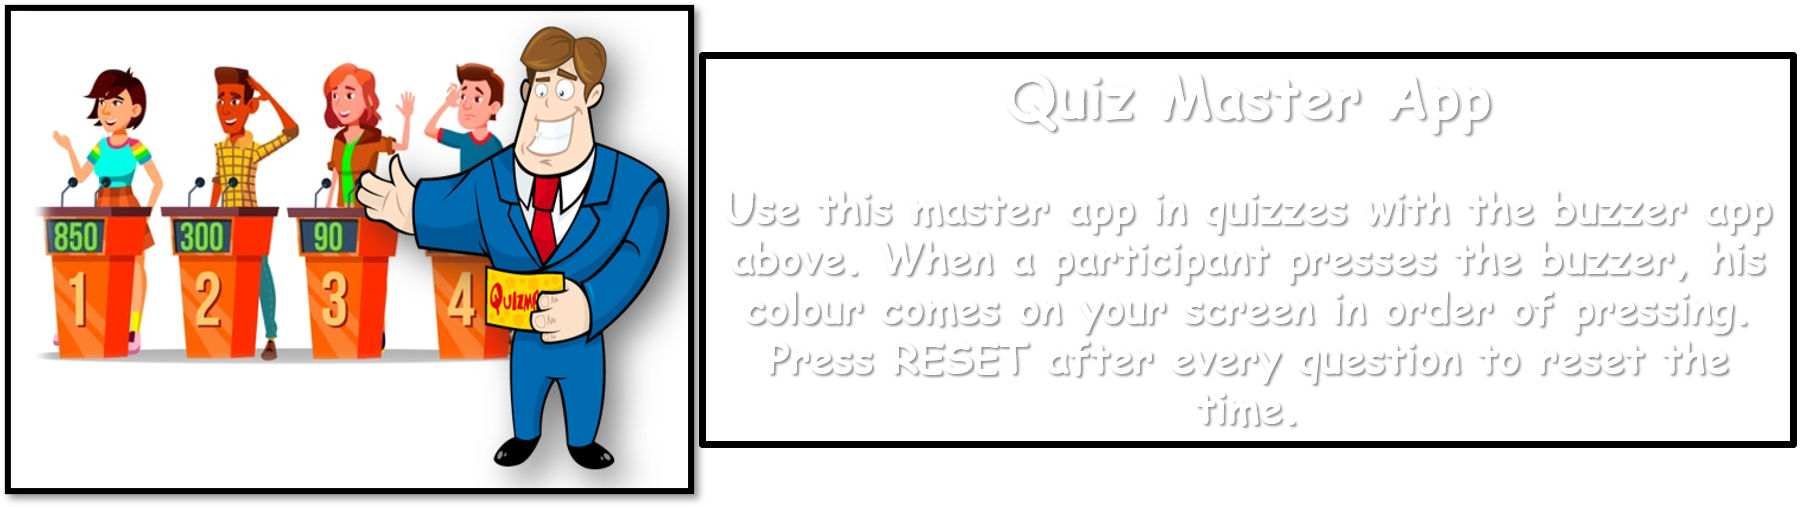 850
300
90
1
2
3
4
Quiz Master App
Use this master app in quizzes with the buzzer app
above. When a participant presses the buzzer, his
colour comes on your screen in order of pressing.
Press RESET after every question to reset the
time.